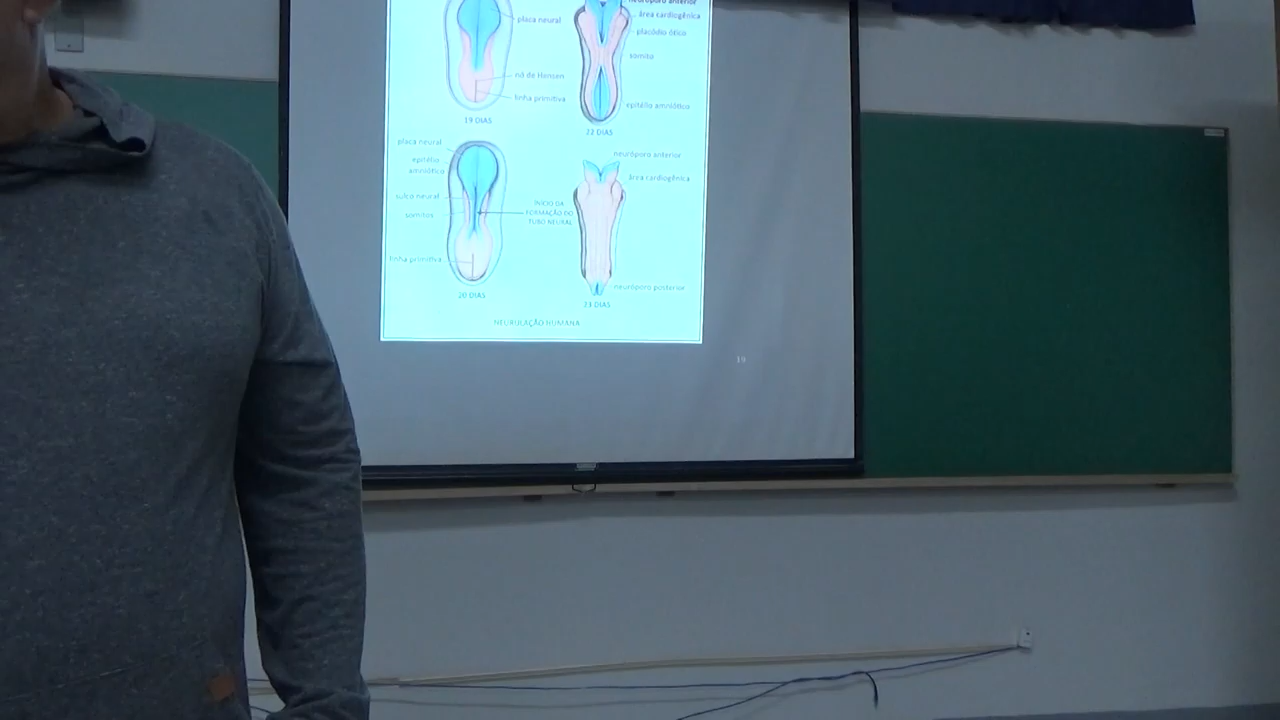 placa neural
nó de Hensen
linha primitiva
19 DIAS
neuróporo anterior
área cardiogênica
placódio ótico
somito
epitélio amniótico
22 DIAS
placa neural
epitélio
amniótico
sulco neural
somitos
linha primitiva
20 DIAS
INÍCIO DA
FORMAÇÃO DO
TUBO NEURAL
neuróporo anterior
área cardiogênica
neuróporo posterior
23 DIAS
NEURULAÇÃO HUMANA
19